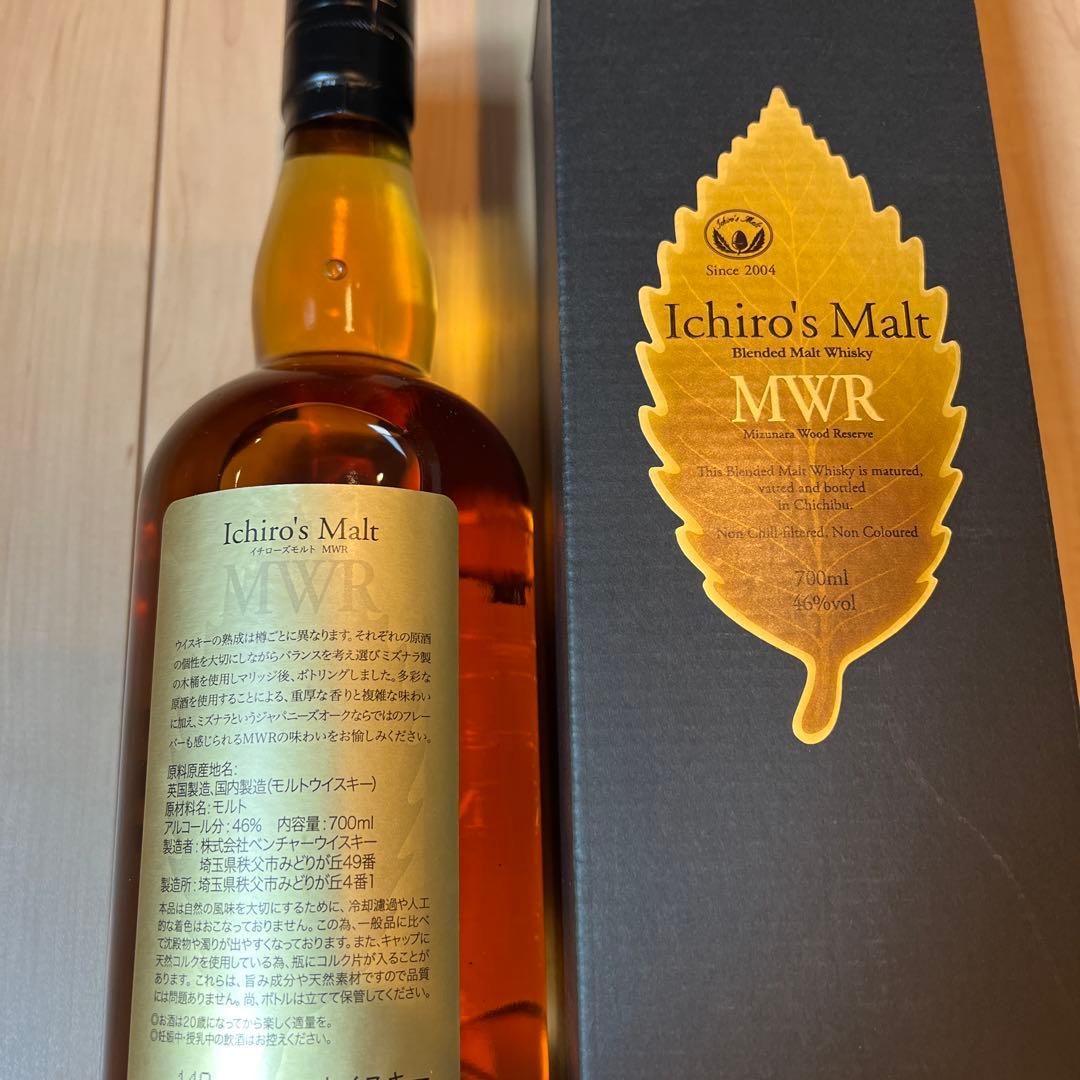 Ichiro's Malt
イチローズモルト MWR
MWR
ウイスキーの熟成は樽ごとに異なります。それぞれの原酒
の個性を大切にしながらバランスを考え選びミズナラ製
の木桶を使用しマリッジ後、ボトリングしました。多彩な
原酒を使用することによる、重厚な香りと複雑な味わい
に加え、ミズナラというジャパニーズオークならではのフレー
バーも感じられるMWRの味わいをお愉しみください。
原料原産地名:
英国製造、国内製造(モルトウイスキー)
原材料名:モルト
アルコール分:46% 内容量:700ml
製造者:株式会社ベンチャーウイスキー
埼玉県秩父市みどりが丘49番
製造所:埼玉県秩父市みどりが丘4番1
本品は自然の風味を大切にするために、冷却濾過や人工
的な着色はおこなっておりません。この為、一般品に比べ
て沈殿物や濁りが出やすくなっております。また、キャップに
天然コルクを使用している為、瓶にコルク片が入ることが
あります。これらは、旨み成分や天然素材ですので品質
には問題ありません。尚、ボトルは立てて保管してください。
◎お酒は20歳になってから楽しく適量を。
◎妊娠中・授乳中の飲酒はお控えください。
Ichiro's Malt
Since 2004
Ichiro's Malt
Blended Malt Whisky
MWR
Mizunara Wood Reserve
This Blended Malt Whisky is matured,
vatted and bottled
in Chichibu.
Non Chill-filtered, Non Coloured
700ml
46%vol